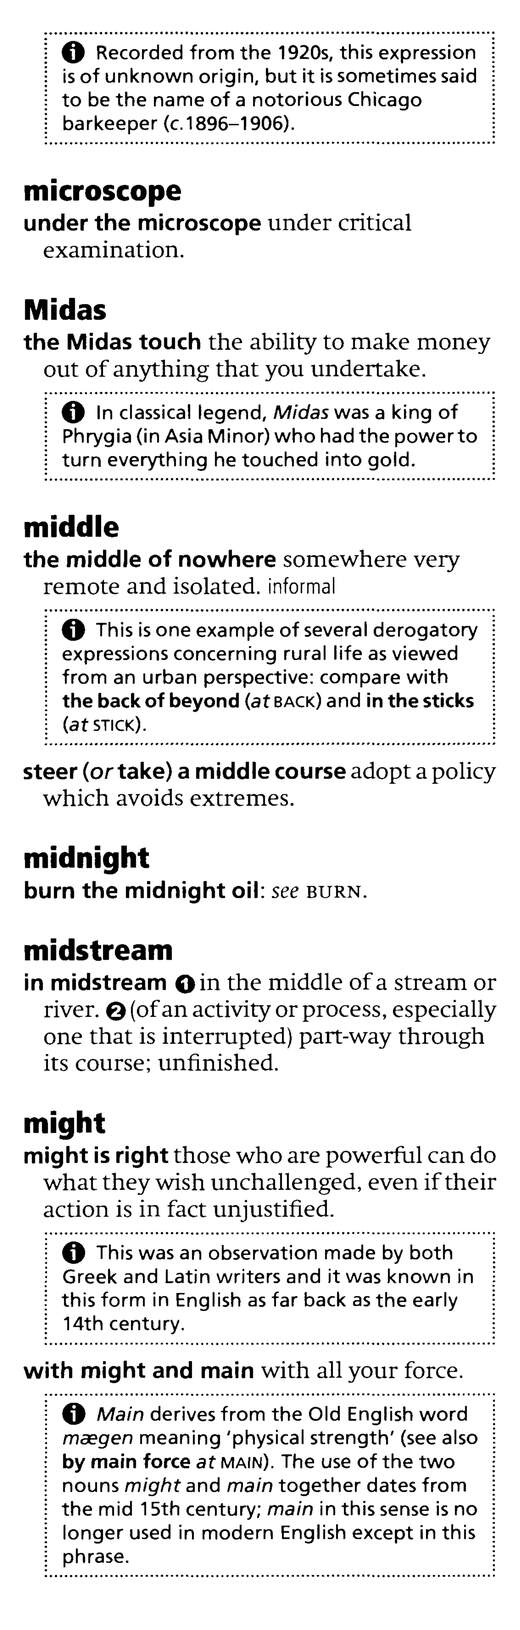 ℹ Recorded from the 1920s, this expression
is of unknown origin, but it is sometimes said
to be the name of a notorious Chicago
barkeeper (c.1896–1906).
microscope
under the microscope under critical
examination.
Midas
the Midas touch the ability to make money
out of anything that you undertake.
ℹ In classical legend, Midas was a king of
Phrygia (in Asia Minor) who had the power to
turn everything he touched into gold.
middle
the middle of nowhere somewhere very
remote and isolated. informal
ℹ This is one example of several derogatory
expressions concerning rural life as viewed
from an urban perspective: compare with
the back of beyond (at BACK) and in the sticks
(at STICK).
steer (or take) a middle course adopt a policy
which avoids extremes.
midnight
burn the midnight oil: see BURN.
midstream
in midstream ❶ in the middle of a stream or
river. ❷ (of an activity or process, especially
one that is interrupted) part-way through
its course; unfinished.
might
might is right those who are powerful can do
what they wish unchallenged, even if their
action is in fact unjustified.
ℹ This was an observation made by both
Greek and Latin writers and it was known in
this form in English as far back as the early
14th century.
with might and main with all your force.
ℹ Main derives from the Old English word
mægen meaning ‘physical strength’ (see also
by main force at MAIN). The use of the two
nouns might and main together dates from
the mid 15th century; main in this sense is no
longer used in modern English except in this
phrase.